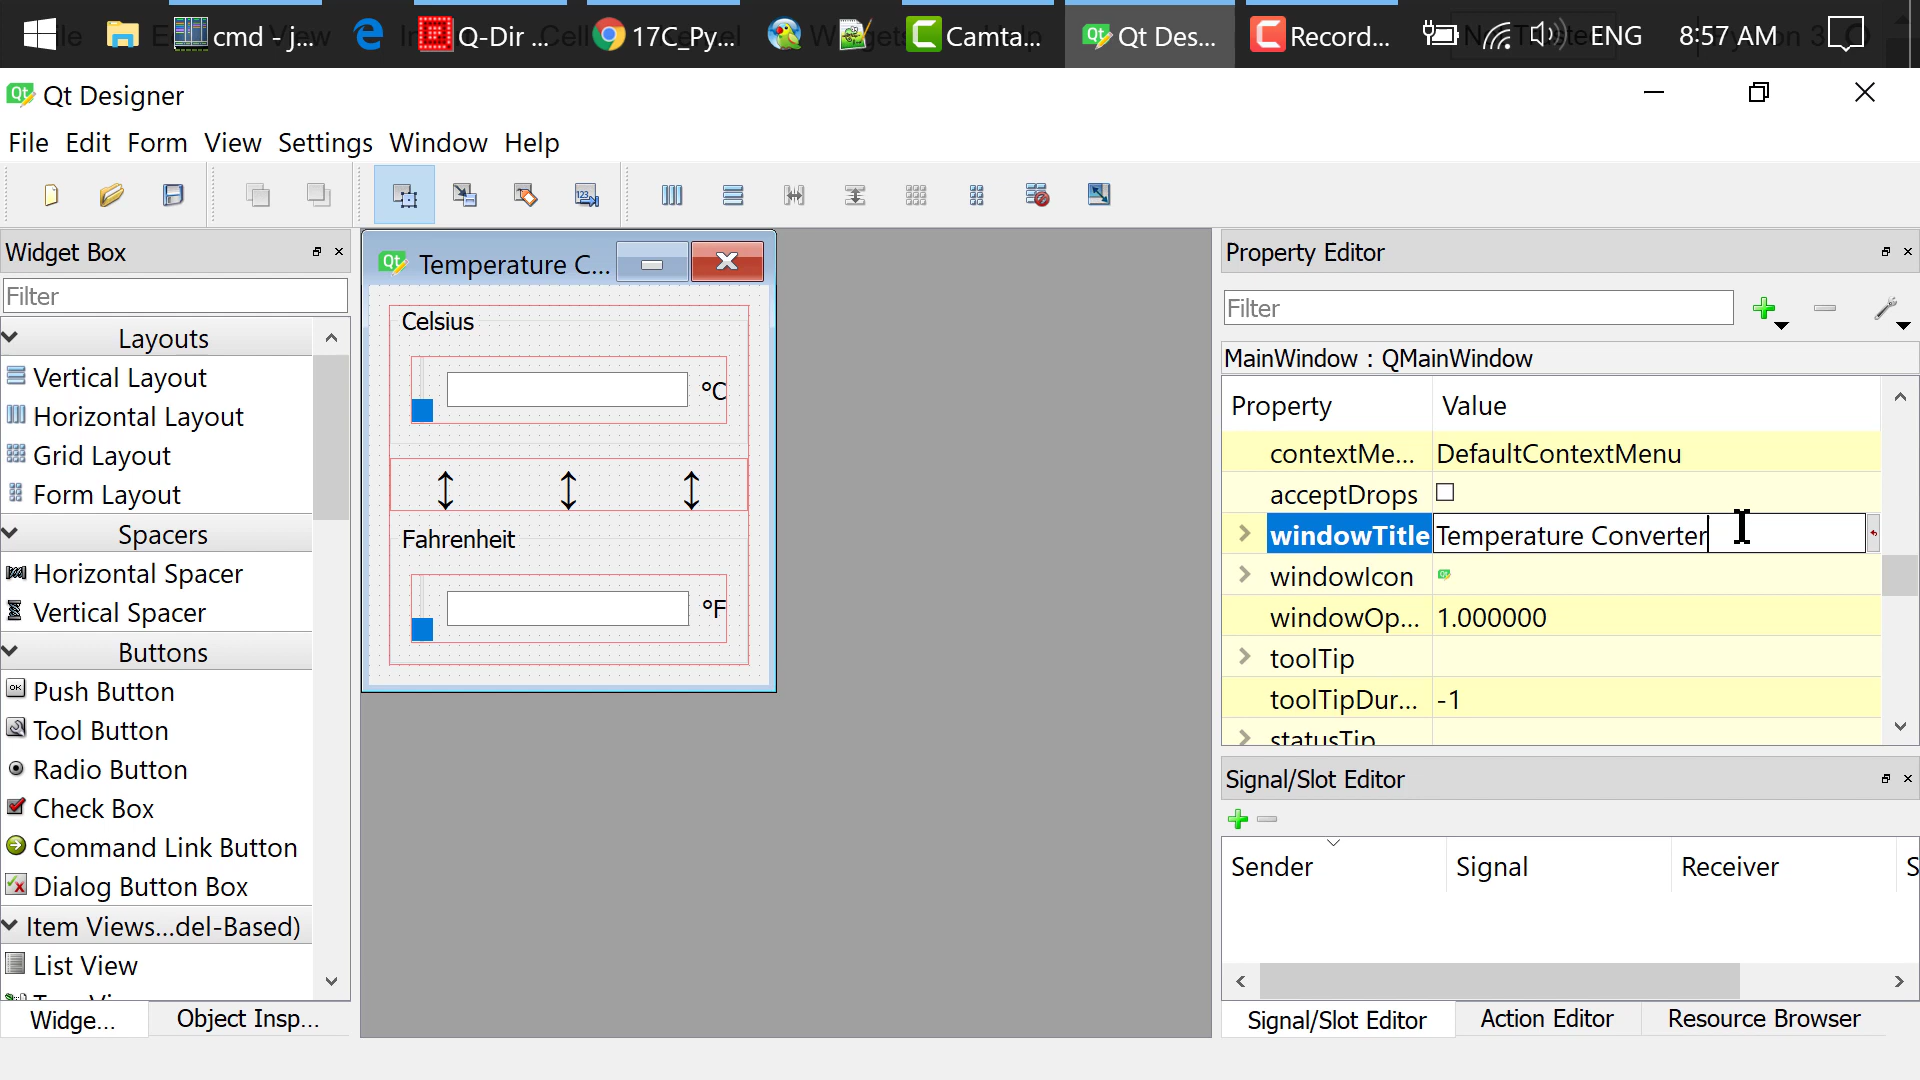 cmd - j...
Q-Dir ...
17C_Py...
Camta...
Qt Des...
Record...
ENG
8:57 AM
Qt Designer
File Edit Form View Settings Window Help
Widget Box
Filter
Layouts
Vertical Layout
Horizontal Layout
Grid Layout
Form Layout
Spacers
Horizontal Spacer
Vertical Spacer
Buttons
Push Button
Tool Button
Radio Button
Check Box
Command Link Button
Dialog Button Box
Item Views...del-Based)
List View
Widge...
Object Insp...
Temperature C...
Celsius
°C
↕ ↕ ↕
Fahrenheit
°F
Property Editor
Filter
MainWindow : QMainWindow
Property Value
contextMe... DefaultContextMenu
acceptDrops
windowTitle Temperature Converter
windowIcon
windowOp... 1.000000
toolTip
toolTipDur... -1
statusTip
Signal/Slot Editor
Sender Signal Receiver S
Signal/Slot Editor Action Editor Resource Browser